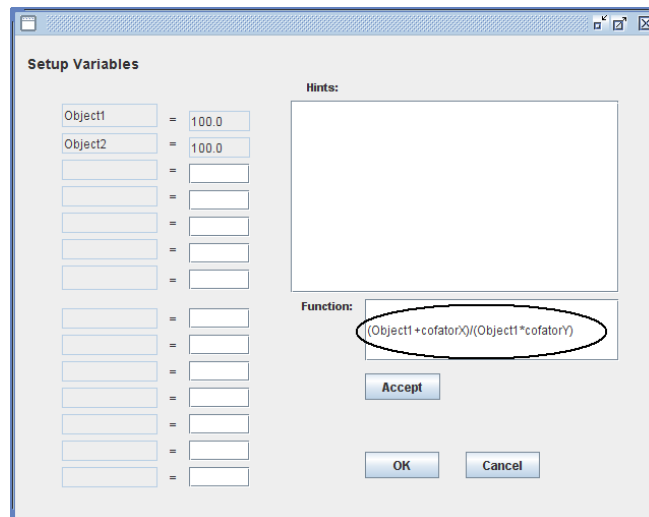 Setup Variables
Hints:
Object1 = 100.0
Object2 = 100.0
=
=
=
=
=
Function:
(Object1+cofatorX)/(Object1*cofatorY)
=
=
=
=
=
=
=
Accept
OK Cancel